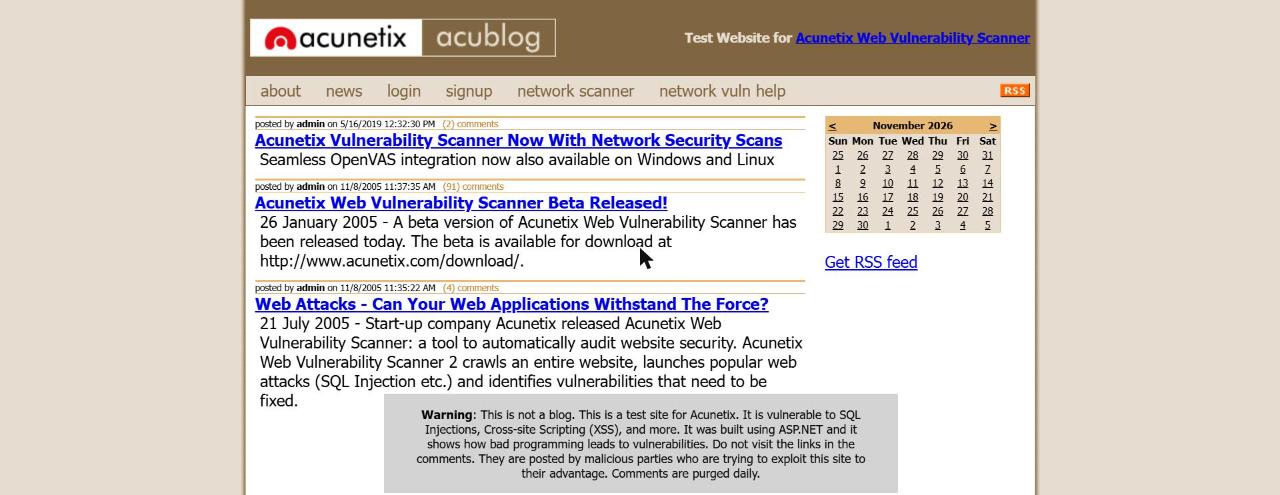 acunetix acublog
Test Website for Acunetix Web Vulnerability Scanner
about news login signup network scanner network vuln help
RSS
posted by admin on 5/16/2019 12:32:30 PM (2) comments
Acunetix Vulnerability Scanner Now With Network Security Scans
Seamless OpenVAS integration now also available on Windows and Linux
posted by admin on 11/8/2005 11:37:35 AM (91) comments
Acunetix Web Vulnerability Scanner Beta Released!
26 January 2005 - A beta version of Acunetix Web Vulnerability Scanner has
been released today. The beta is available for download at
http://www.acunetix.com/download/.
posted by admin on 11/8/2005 11:35:22 AM (4) comments
Web Attacks - Can Your Web Applications Withstand The Force?
21 July 2005 - Start-up company Acunetix released Acunetix Web
Vulnerability Scanner: a tool to automatically audit website security. Acunetix
Web Vulnerability Scanner 2 crawls an entire website, launches popular web
attacks (SQL Injection etc.) and identifies vulnerabilities that need to be
fixed.
< November 2026 >
Sun Mon Tue Wed Thu Fri Sat
25 26 27 28 29 30 31
1 2 3 4 5 6 7
8 9 10 11 12 13 14
15 16 17 18 19 20 21
22 23 24 25 26 27 28
29 30 1 2 3 4 5
Get RSS feed
Warning: This is not a blog. This is a test site for Acunetix. It is vulnerable to SQL
Injections, Cross-site Scripting (XSS), and more. It was built using ASP.NET and it
shows how bad programming leads to vulnerabilities. Do not visit the links in the
comments. They are posted by malicious parties who are trying to exploit this site to
their advantage. Comments are purged daily.